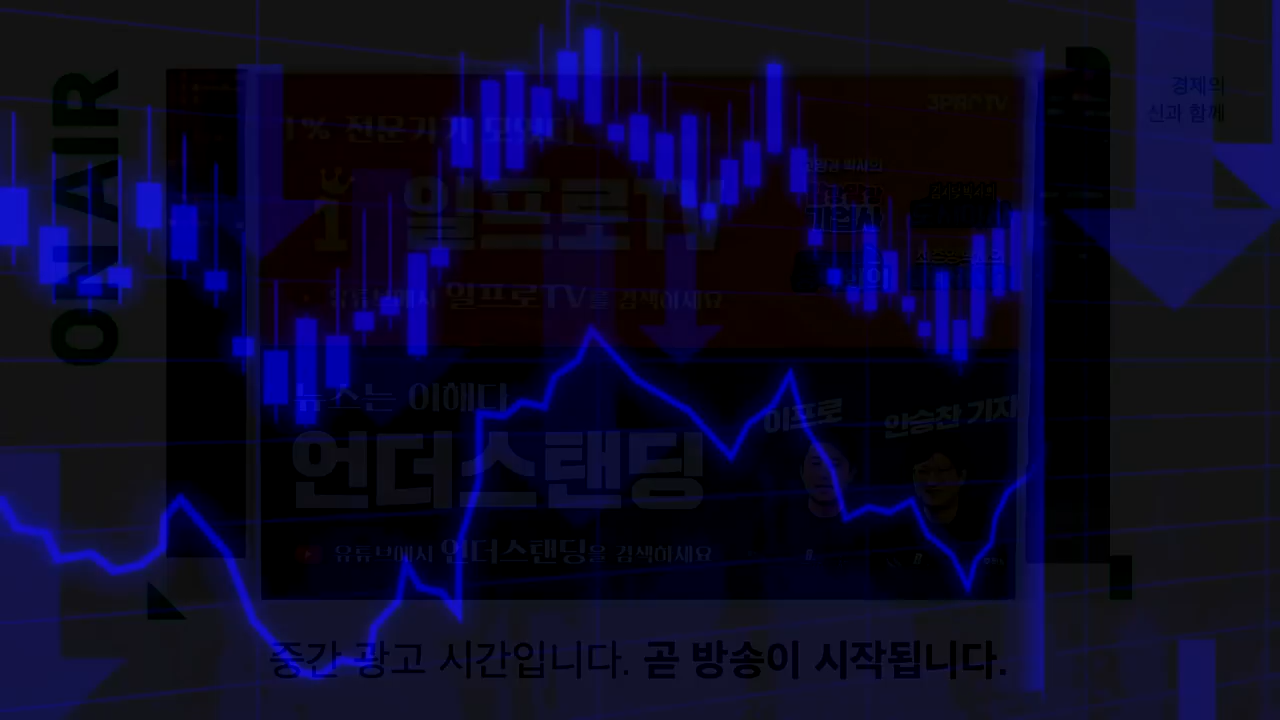 ON AIR
경제의
신과 함께
3PRO TV
1% 전문가가 모였다
1 일프로TV
유튜브에서 일프로TV를 검색하세요
뉴스는 이해다
언더스탠딩
이프로
안승찬 기자
유튜브에서 언더스탠딩을 검색하세요
중간 광고 시간입니다. 곧 방송이 시작됩니다.